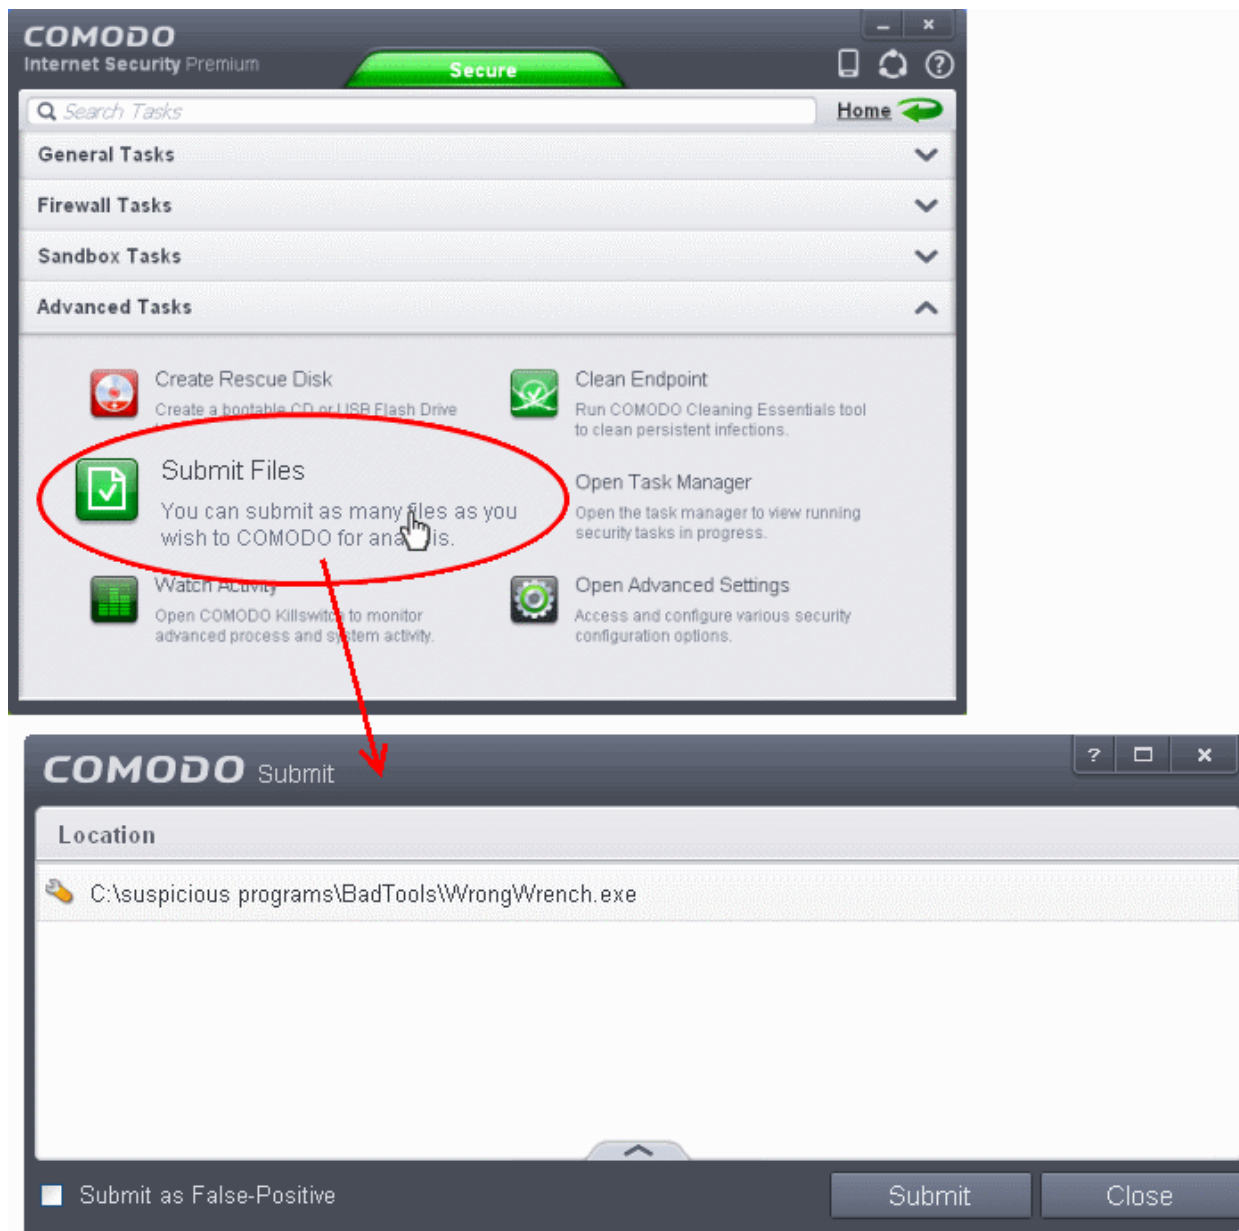 COMODO
Internet Security Premium
Secure
Search Tasks
Home
General Tasks
Firewall Tasks
Sandbox Tasks
Advanced Tasks
Create Rescue Disk
Create a bootable CD or USB Flash Drive
Clean Endpoint
Run COMODO Cleaning Essentials tool
to clean persistent infections.
Submit Files
You can submit as many files as you
wish to COMODO for analysis.
Open Task Manager
Open the task manager to view running
security tasks in progress.
Watch Activity
Open COMODO Killswitch to monitor
advanced process and system activity.
Open Advanced Settings
Access and configure various security
configuration options.
COMODO Submit
Location
C:\suspicious programs\BadTools\WrongWrench.exe
Submit as False-Positive
Submit
Close